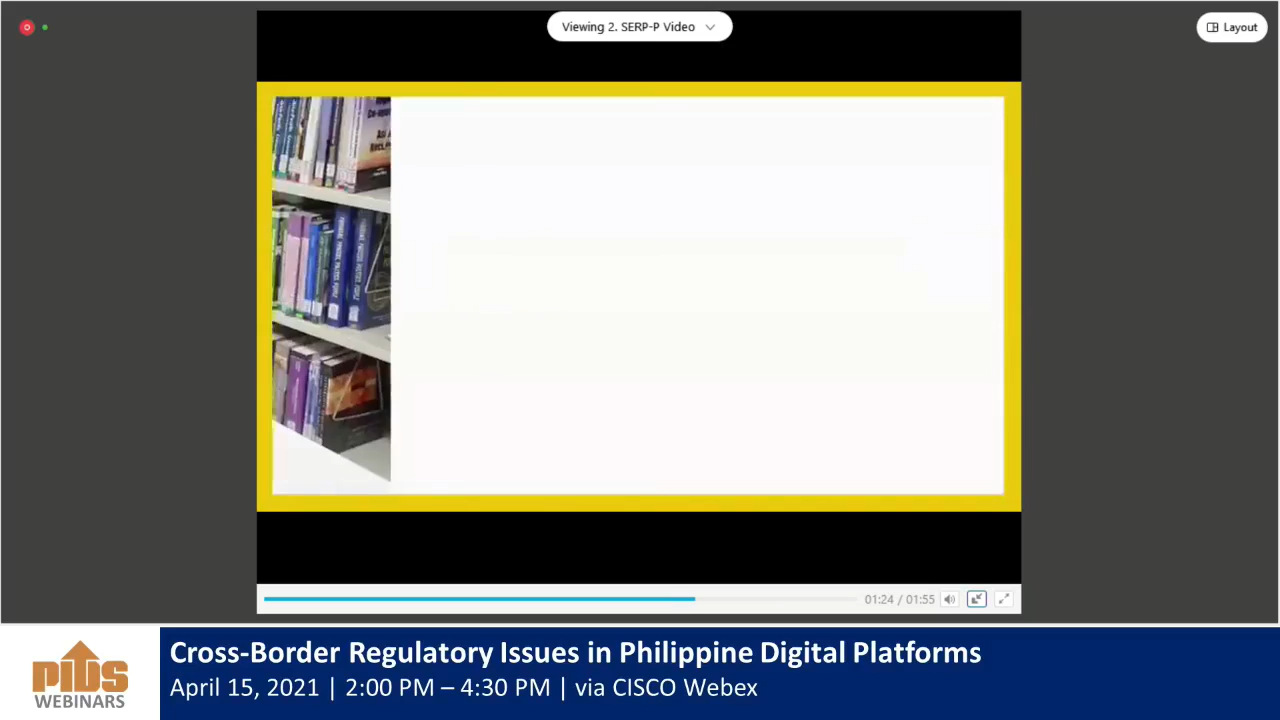 Viewing 2. SERP-P Video
Layout
01:24 / 01:55
PIDS
WEBINARS
Cross-Border Regulatory Issues in Philippine Digital Platforms
April 15, 2021 | 2:00 PM – 4:30 PM | via CISCO Webex